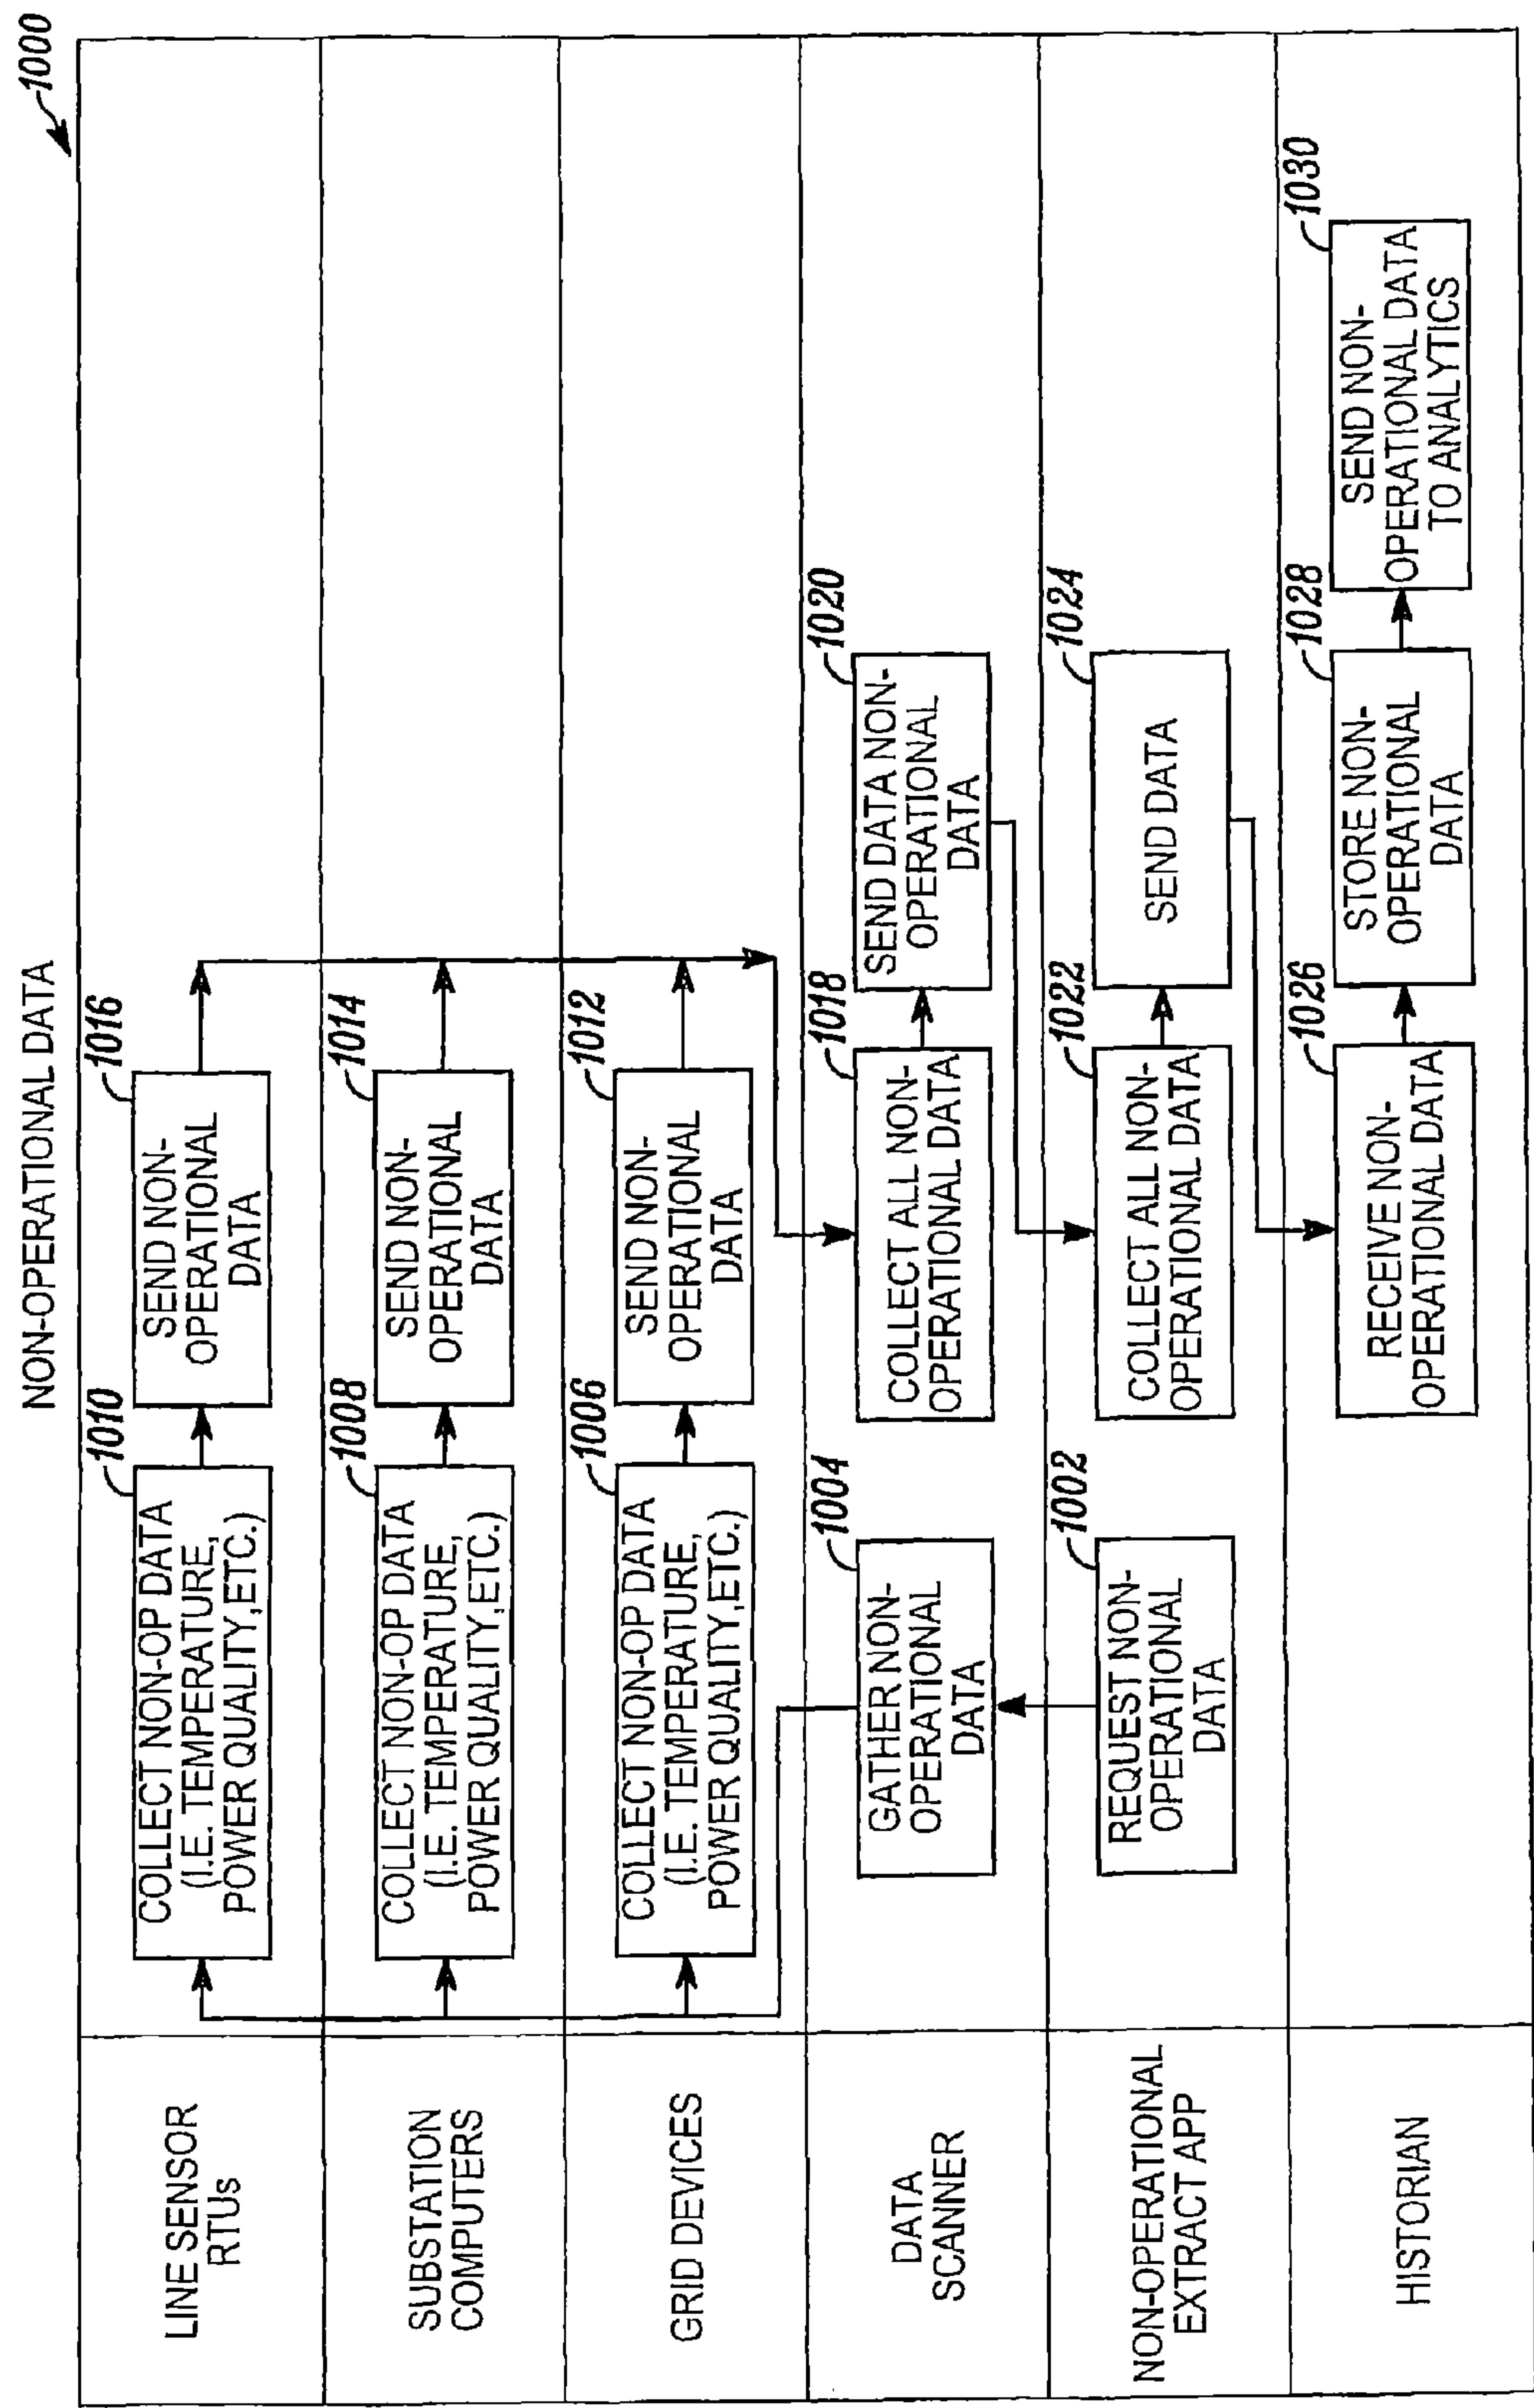 NON-OPERATIONAL DATA
1000
LINE SENSOR
RTUs
1010
COLLECT NON-OP DATA
(I.E. TEMPERATURE,
POWER QUALITY,ETC.)
1016
SEND NON-
OPERATIONAL
DATA
SUBSTATION
COMPUTERS
1008
COLLECT NON-OP DATA
(I.E. TEMPERATURE,
POWER QUALITY,ETC.)
1014
SEND NON-
OPERATIONAL
DATA
GRID DEVICES
1006
COLLECT NON-OP DATA
(I.E. TEMPERATURE,
POWER QUALITY,ETC.)
1012
SEND NON-
OPERATIONAL
DATA
DATA
SCANNER
1004
GATHER NON-
OPERATIONAL
DATA
1018
COLLECT ALL NON-
OPERATIONAL DATA
1020
SEND DATA NON-
OPERATIONAL
DATA
NON-OPERATIONAL
EXTRACT APP
1002
REQUEST NON-
OPERATIONAL
DATA
1022
COLLECT ALL NON-
OPERATIONAL DATA
1024
SEND DATA
HISTORIAN
1026
RECEIVE NON-
OPERATIONAL DATA
1028
STORE NON-
OPERATIONAL
DATA
1030
SEND NON-
OPERATIONAL DATA
TO ANALYTICS